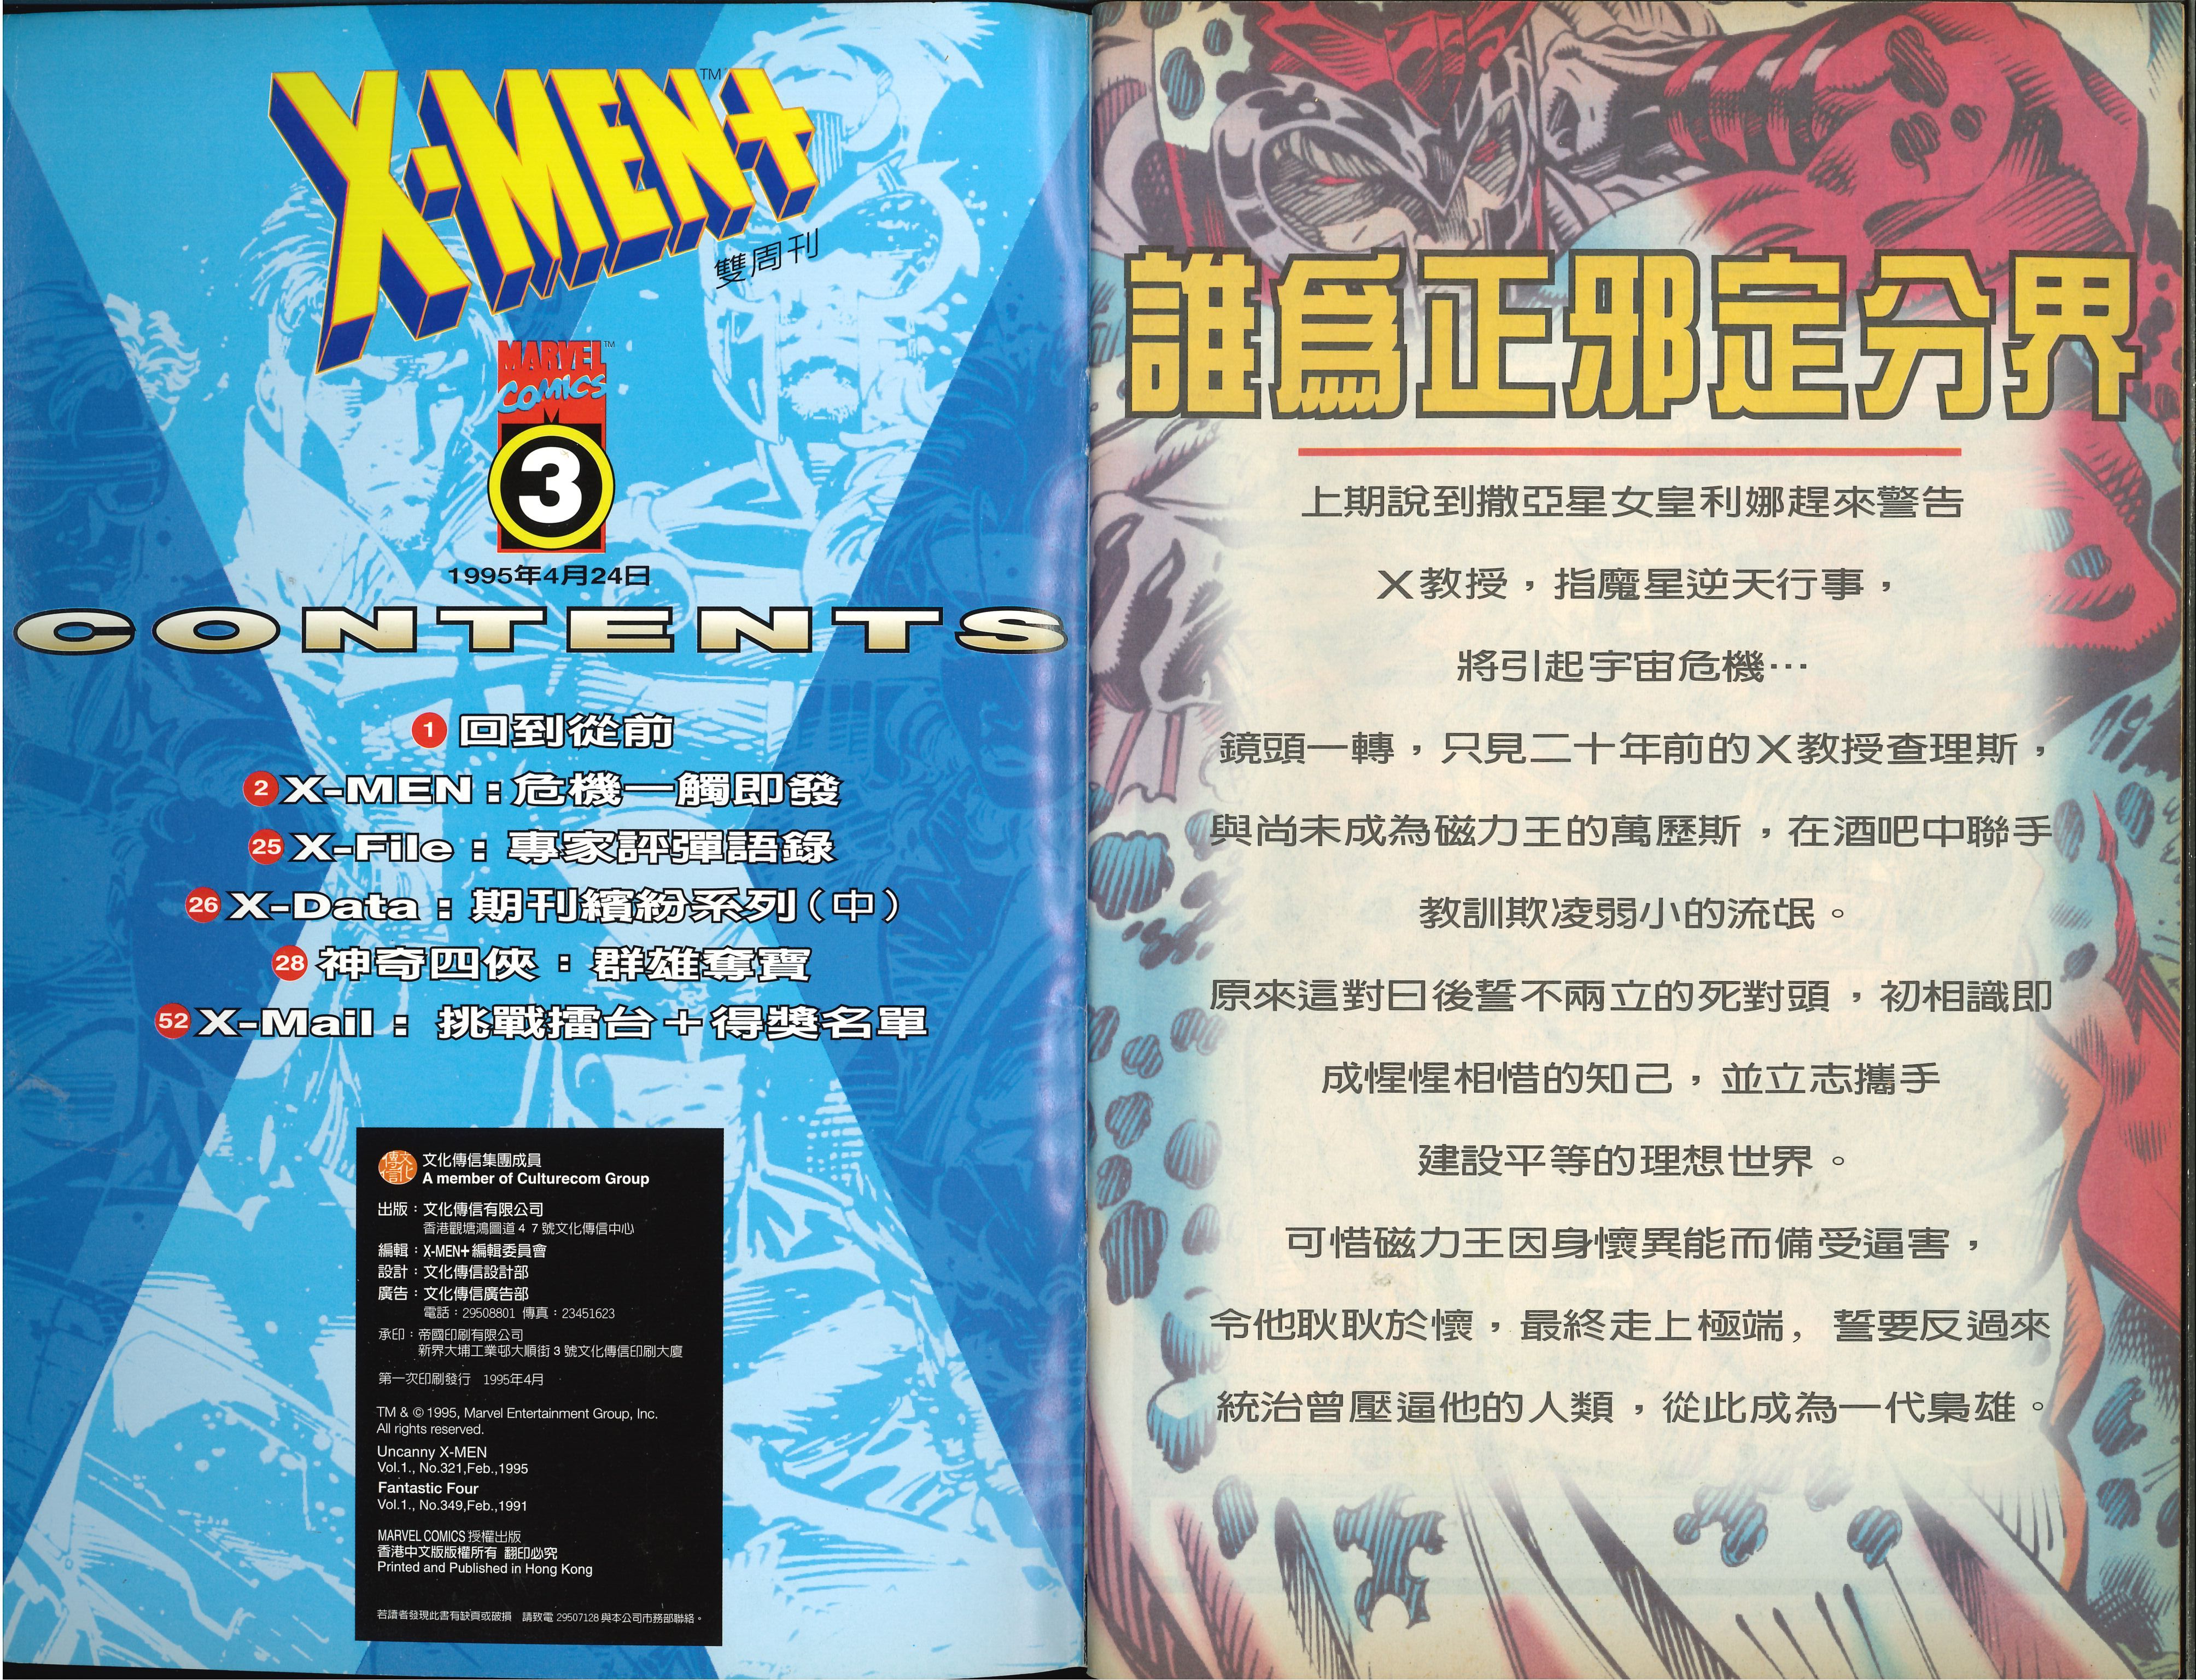 X-MEN+ TM
雙周刊
MARVEL TM
COMICS
3
1995年4月24日
CONTENTS
1 回到從前
2 X-MEN：危機一觸即發
25 X-File：專家評彈語錄
26 X-Data：期刊繽紛系列（中）
28 神奇四俠：群雄奪寶
52 X-Mail：挑戰擂台＋得獎名單
文化傳信
文化傳信集團成員
A member of Culturecom Group
出版：文化傳信有限公司
香港觀塘鴻圖道４７號文化傳信中心
編輯：X-MEN+編輯委員會
設計：文化傳信設計部
廣告：文化傳信廣告部
電話：29508801 傳真：23451623
承印：帝國印刷有限公司
新界大埔工業邨大順街３號文化傳信印刷大廈
第一次印刷發行　1995年4月
TM & © 1995, Marvel Entertainment Group, Inc.
All rights reserved.
Uncanny X-MEN
Vol.1., No.321,Feb.,1995
Fantastic Four
Vol.1., No.349,Feb.,1991
MARVEL COMICS 授權出版
香港中文版版權所有 翻印必究
Printed and Published in Hong Kong
若讀者發現此書有缺頁或破損　請致電 29507128 與本公司市務部聯絡。
誰爲正邪定分界
上期說到撒亞星女皇利娜趕來警告
X教授，指魔星逆天行事，
將引起宇宙危機…
鏡頭一轉，只見二十年前的X教授查理斯，
與尚未成為磁力王的萬歷斯，在酒吧中聯手
教訓欺凌弱小的流氓。
原來這對日後誓不兩立的死對頭，初相識即
成惺惺相惜的知己，並立志攜手
建設平等的理想世界。
可惜磁力王因身懷異能而備受逼害，
令他耿耿於懷，最終走上極端，誓要反過來
統治曾壓逼他的人類，從此成為一代梟雄。